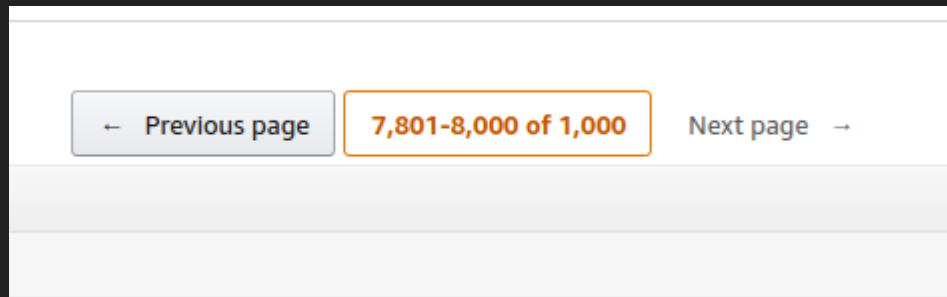 ← Previous page 7,801-8,000 of 1,000 Next page →